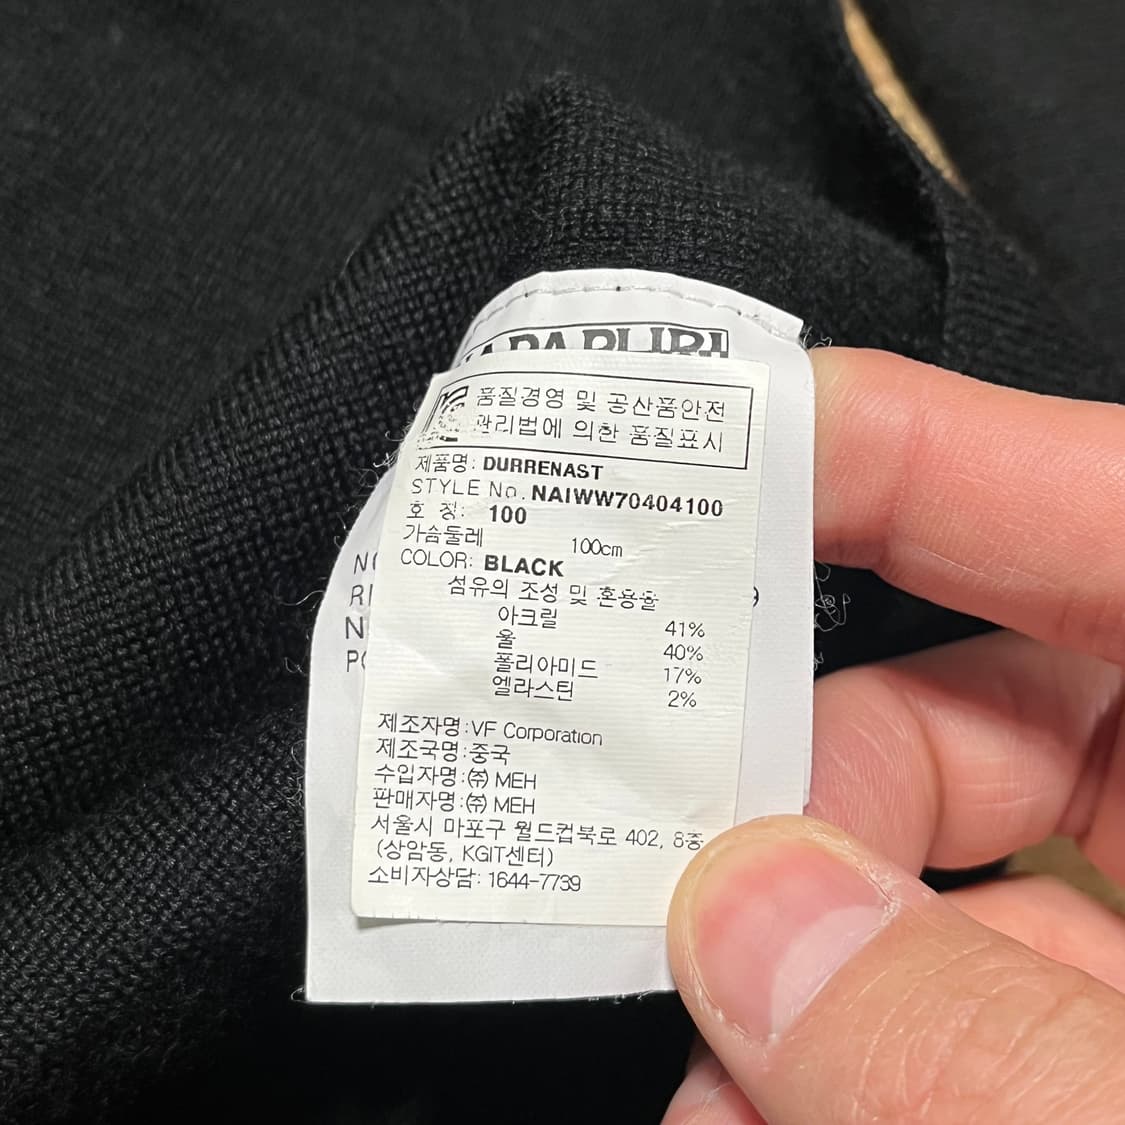 NAPAPIJRI
품질경영 및 공산품안전
관리법에 의한 품질표시
제품명: DURRENAST
STYLE No. NAIWW70404100
호 칭: 100
가슴둘레 100cm
COLOR: BLACK
섬유의 조성 및 혼용율
아크릴 41%
울 40%
폴리아미드 17%
엘라스틴 2%
제조자명:VF Corporation
제조국명:중국
수입자명:㈜ MEH
판매자명:㈜ MEH
서울시 마포구 월드컵북로 402, 8층
(상암동, KGIT센터)
소비자상담: 1644-7739